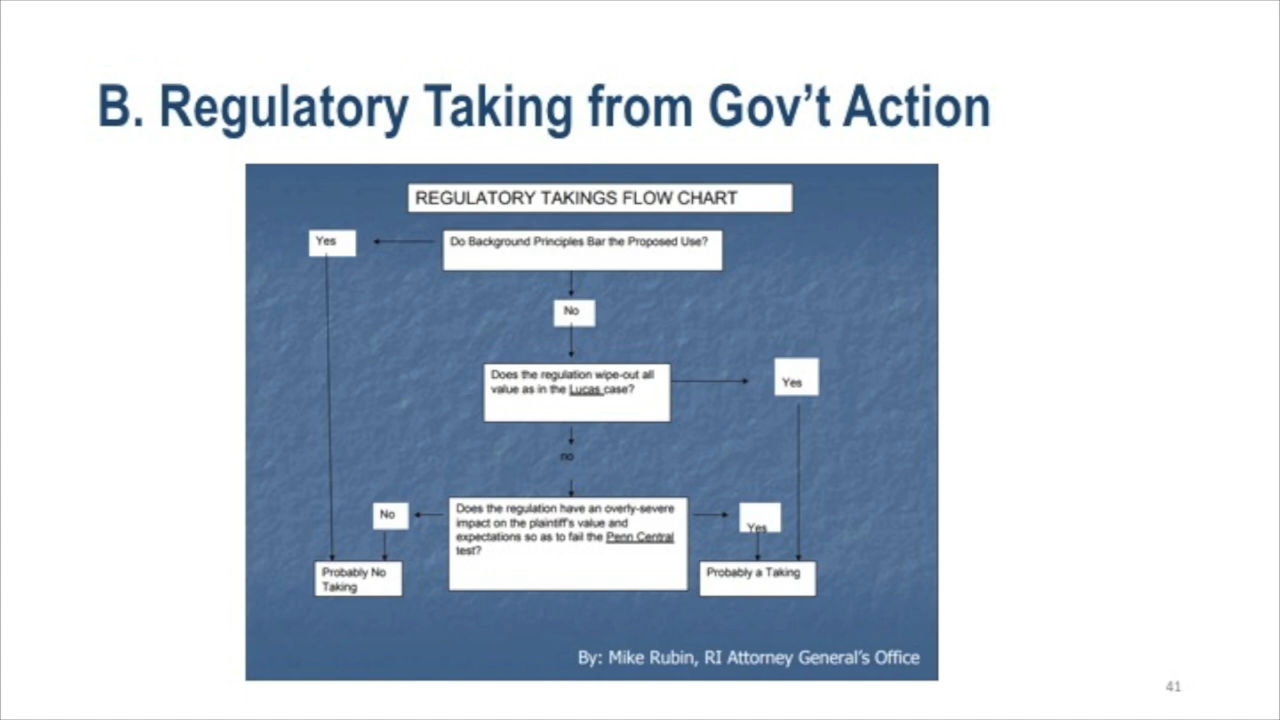 B. Regulatory Taking from Gov’t Action
REGULATORY TAKINGS FLOW CHART
Yes
Do Background Principles Bar the Proposed Use?
No
Does the regulation wipe-out all
value as in the Lucas case?
Yes
no
No
Does the regulation have an overly-severe
impact on the plaintiff's value and
expectations so as to fail the Penn Central
test?
Yes
Probably No
Taking
Probably a Taking
By: Mike Rubin, RI Attorney General’s Office
41